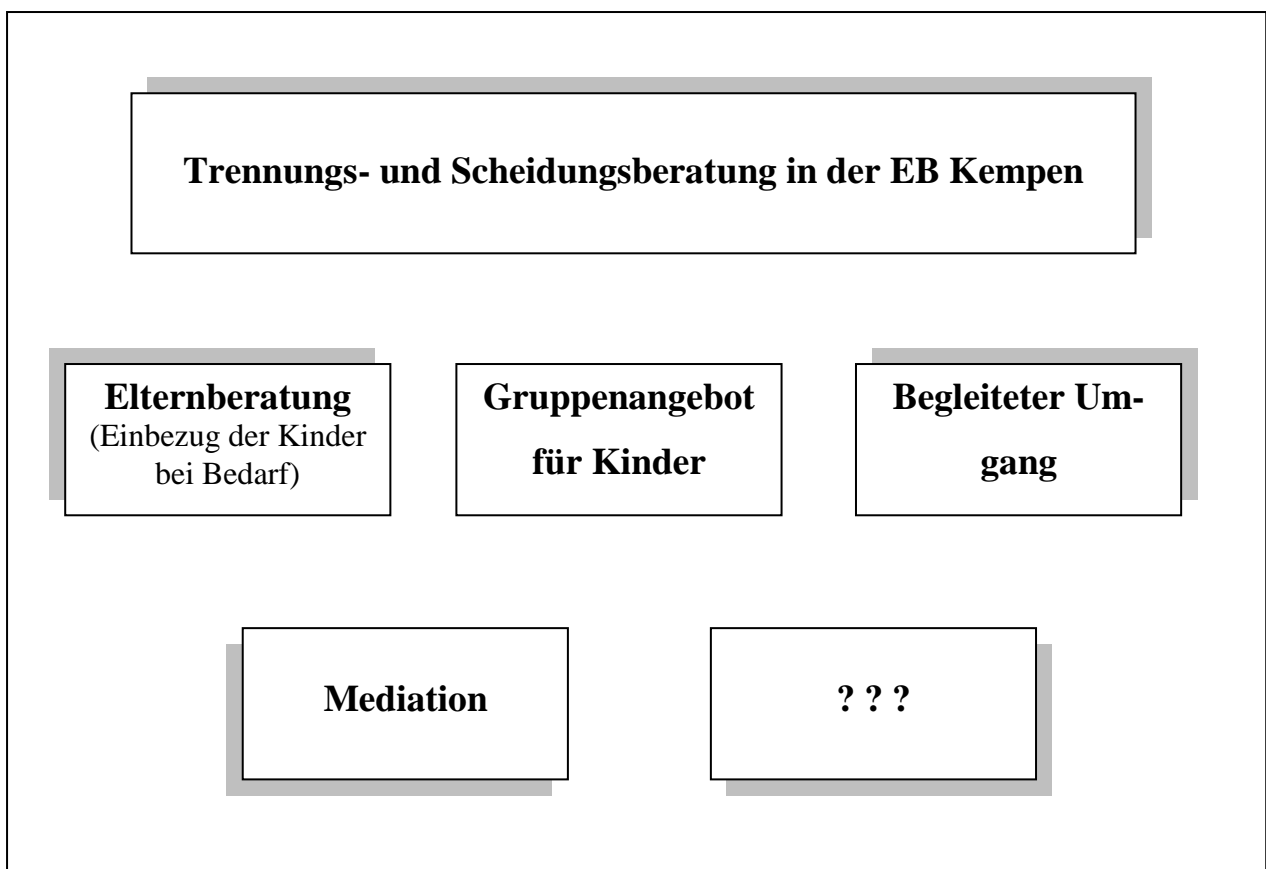 Trennungs- und Scheidungsberatung in der EB Kempen
Elternberatung
(Einbezug der Kinder
bei Bedarf)
Gruppenangebot
für Kinder
Begleiteter Um-
gang
Mediation
? ? ?